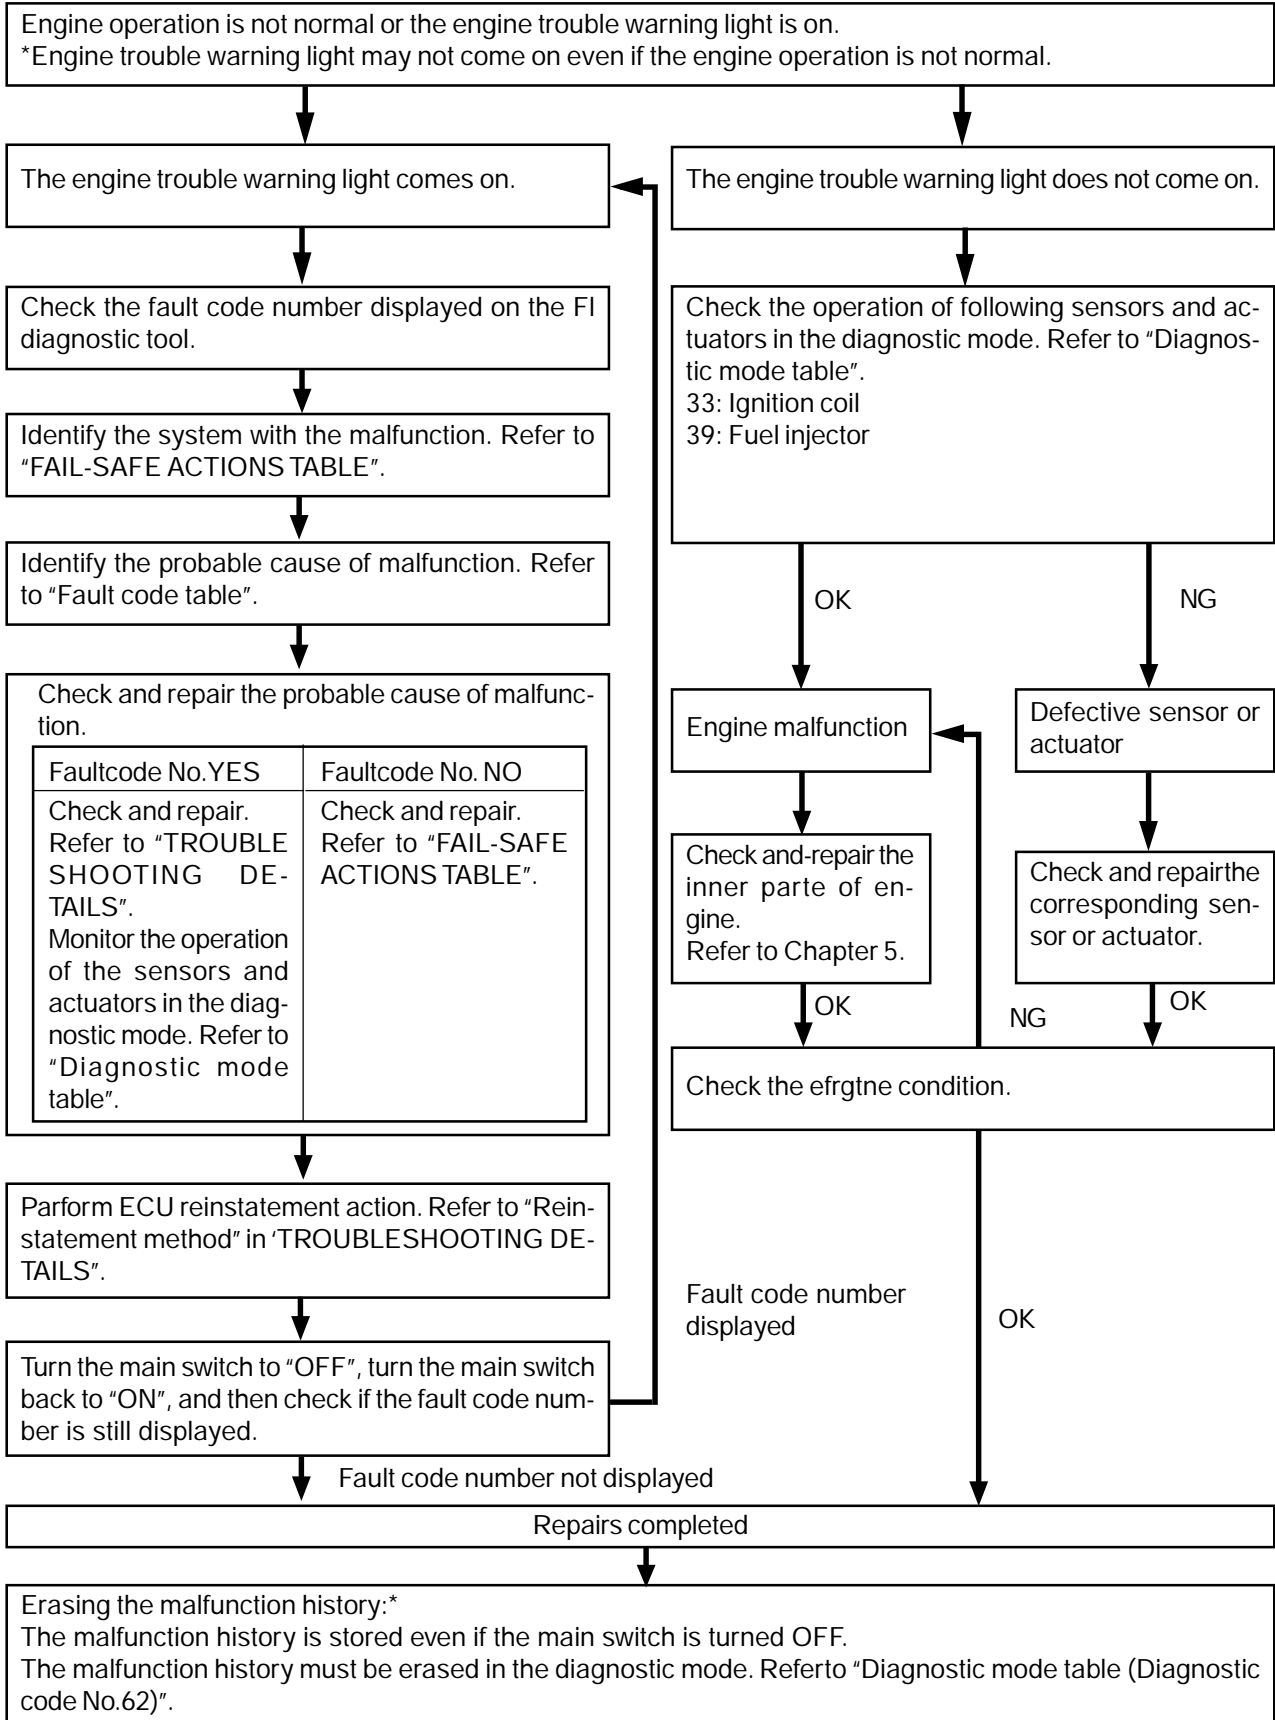 Engine operation is not normal or the engine trouble warning light is on.
*Engine trouble warning light may not come on even if the engine operation is not normal.
The engine trouble warning light comes on.
Check the fault code number displayed on the FI
diagnostic tool.
Identify the system with the malfunction. Refer to
"FAIL-SAFE ACTIONS TABLE".
Identify the probable cause of malfunction. Refer
to "Fault code table".
Check and repair the probable cause of malfunc-
tion.
Faultcode No.YES
Check and repair.
Refer to "TROUBLE
SHOOTING DE-
TAILS".
Monitor the operation
of the sensors and
actuators in the diag-
nostic mode. Refer to
"Diagnostic mode
table".
Faultcode No. NO
Check and repair.
Refer to "FAIL-SAFE
ACTIONS TABLE".
Parform ECU reinstatement action. Refer to "Rein-
statement method" in 'TROUBLESHOOTING DE-
TAILS".
Turn the main switch to "OFF", turn the main switch
back to "ON", and then check if the fault code num-
ber is still displayed.
Fault code number not displayed
The engine trouble warning light does not come on.
Check the operation of following sensors and ac-
tuators in the diagnostic mode. Refer to "Diagnos-
tic mode table".
33: Ignition coil
39: Fuel injector
OK
NG
Engine malfunction
Defective sensor or
actuator
Check and-repair the
inner parte of en-
gine.
Refer to Chapter 5.
Check and repairthe
corresponding sen-
sor or actuator.
OK
NG
OK
Check the efrgtne condition.
Fault code number
displayed
OK
Repairs completed
Erasing the malfunction history:*
The malfunction history is stored even if the main switch is turned OFF.
The malfunction history must be erased in the diagnostic mode. Referto "Diagnostic mode table (Diagnostic
code No.62)".